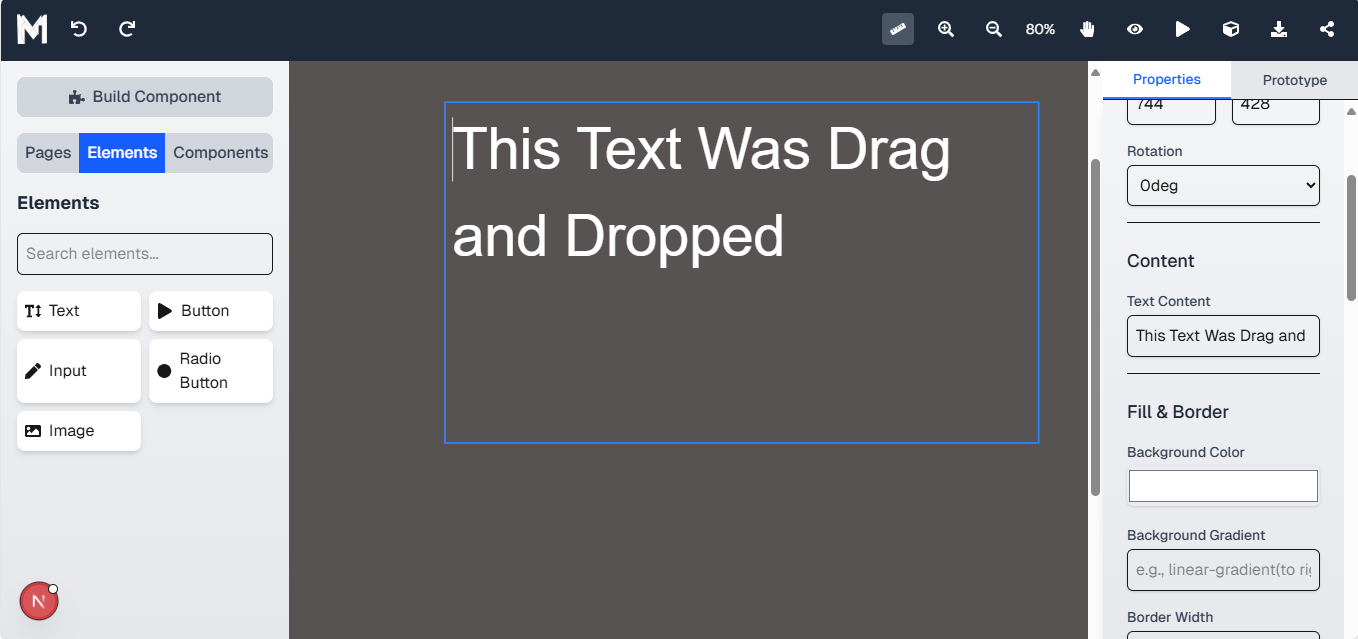 M
80%
Build Component
Properties
Prototype
744
428
Pages
Elements
Components
Rotation
0deg
Elements
Search elements...
Content
Text
Button
Text Content
This Text Was Drag and
Input
Radio
Button
Image
Fill & Border
Background Color
Background Gradient
e.g., linear-gradient(to ri
Border Width
This Text Was Drag
and Dropped
N